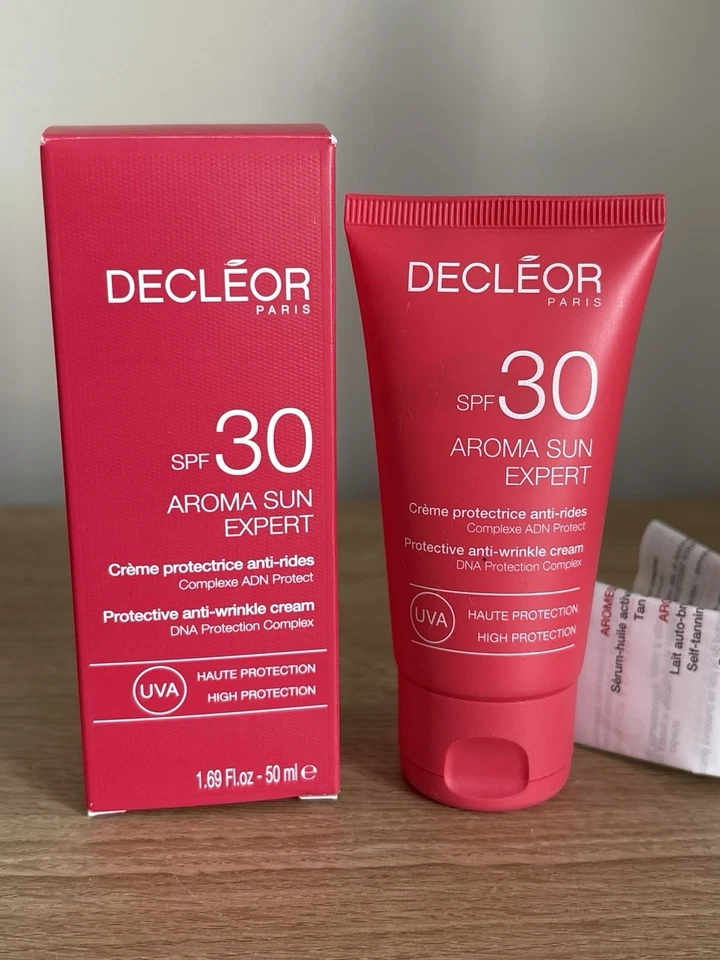 DECLÉOR
PARIS
SPF 30
AROMA SUN
EXPERT
Crème protectrice anti-rides
Complexe ADN Protect
Protective anti-wrinkle cream
DNA Protection Complex
UVA
HAUTE PROTECTION
HIGH PROTECTION
1.69 Fl.oz - 50 ml e
DECLÉOR
PARIS
SPF 30
AROMA SUN
EXPERT
Crème protectrice anti-rides
Complexe ADN Protect
Protective anti-wrinkle cream
DNA Protection Complex
UVA
HAUTE PROTECTION
HIGH PROTECTION
Sérum-huile
Tan
Lait
Self-tannin